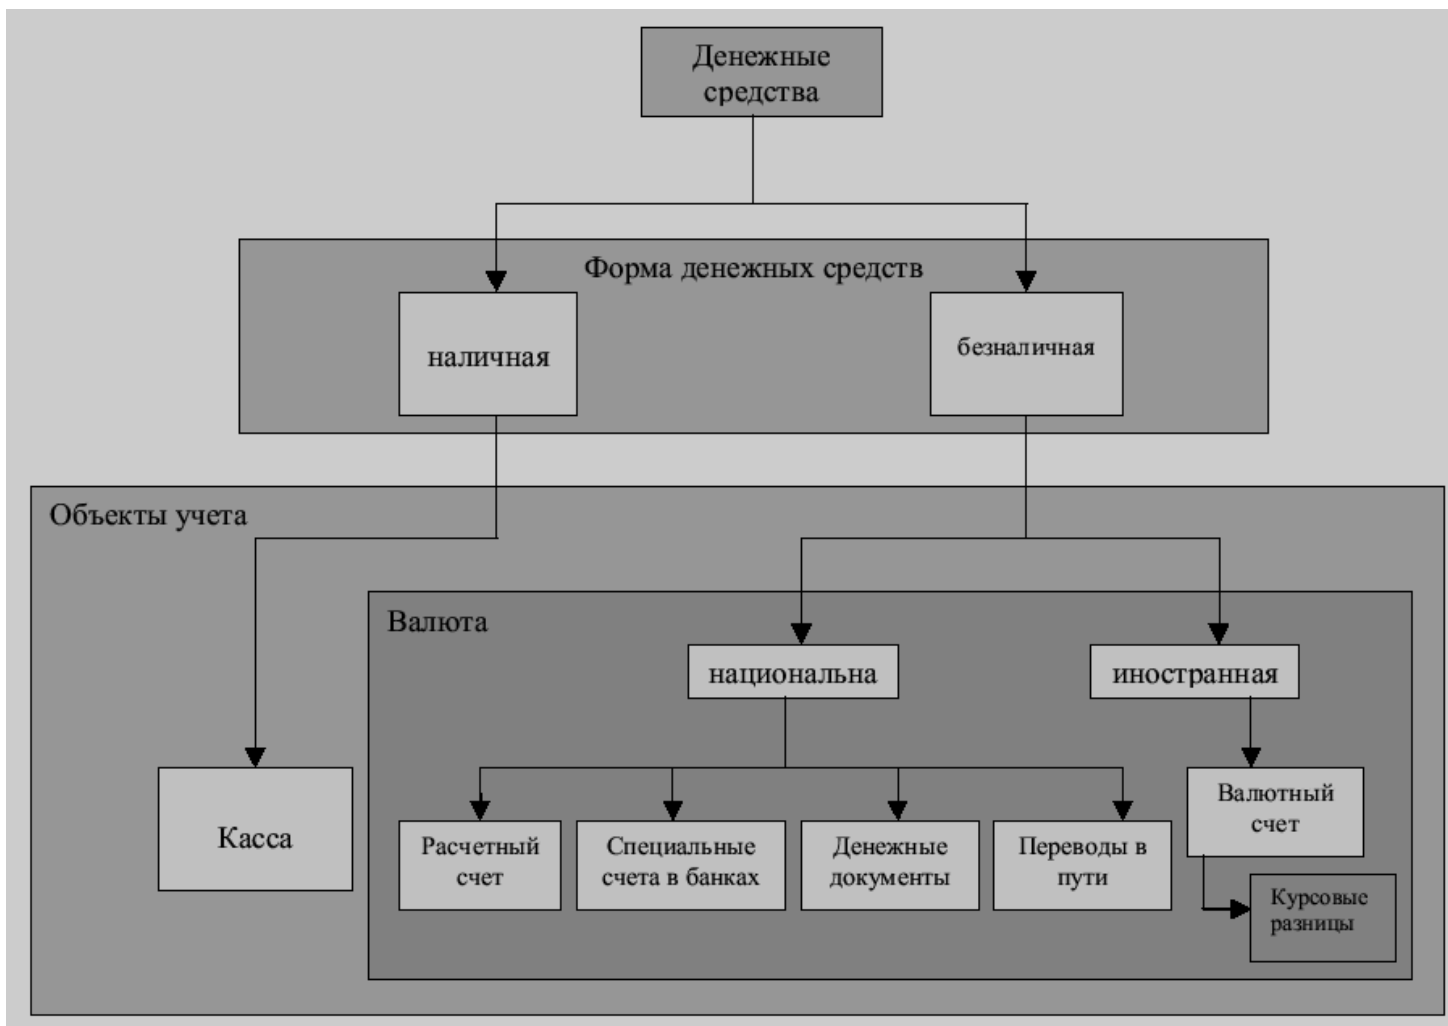 Денежные
средства
Форма денежных средств
наличная
безналичная
Объекты учета
Валюта
национальна
иностранная
Касса
Расчетный
счет
Специальные
счета в банках
Денежные
документы
Переводы в
пути
Валютный
счет
Курсовые
разницы